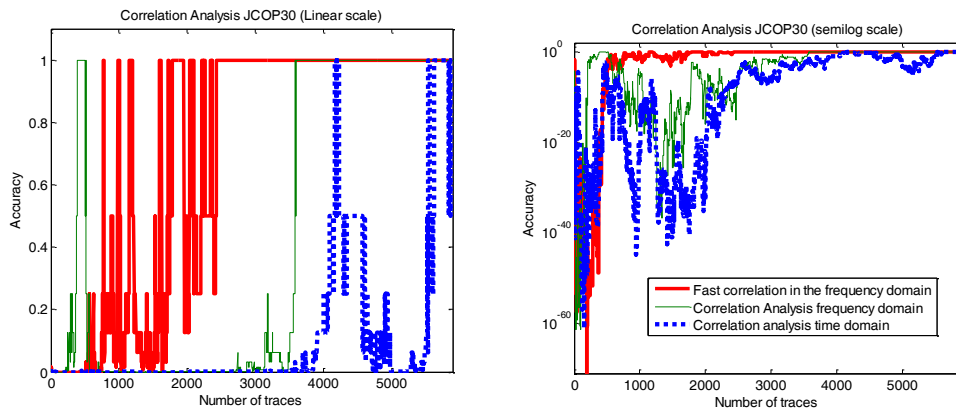 Correlation Analysis JCOP30 (Linear scale)
Accuracy
1
0.8
0.6
0.4
0.2
0
0 1000 2000 3000 4000 5000
Number of traces
Correlation Analysis JCOP30 (semilog scale)
Accuracy
10^0
10^-20
10^-40
10^-60
Fast correlation in the frequency domain
Correlation Analysis frequency domain
Correlation analysis time domain
0 1000 2000 3000 4000 5000
Number of traces